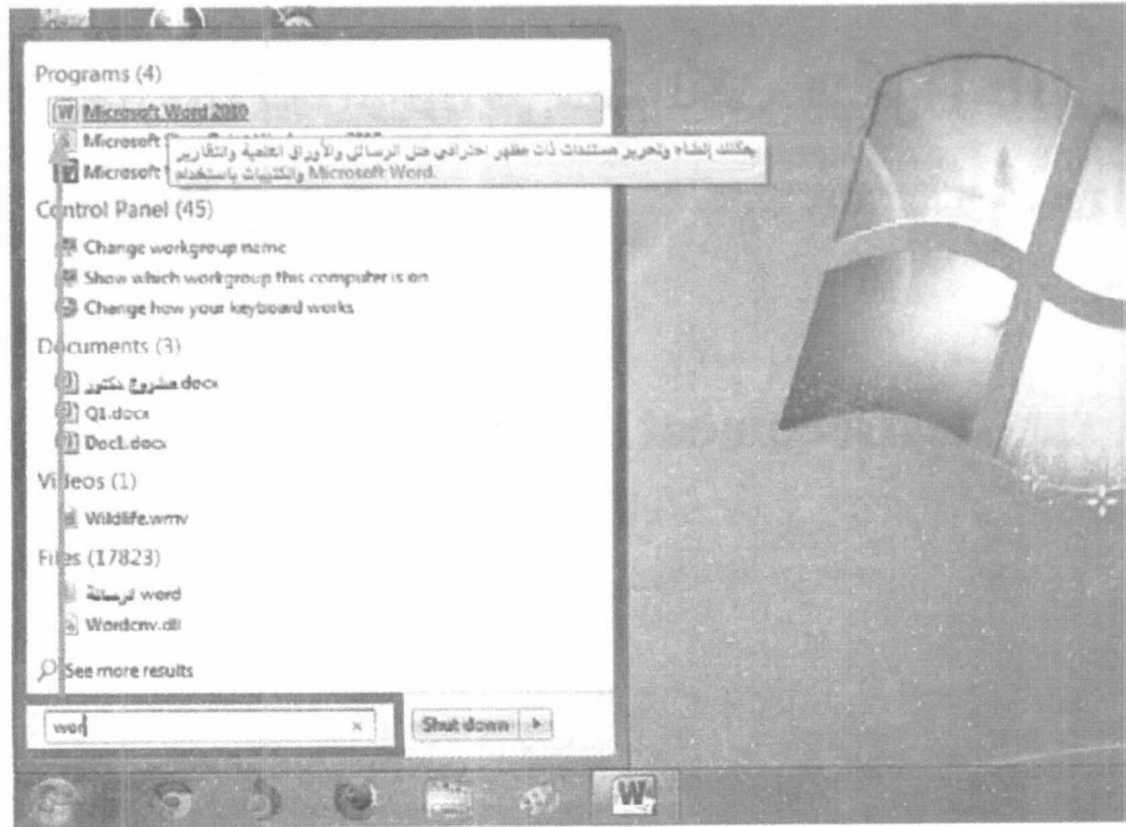 Programs (4)
Microsoft Word 2010
Microsoft
Microsoft
يمكنك إنشاء وتحرير مستندات ذات مظهر احترافي مثل الرسائل والأوراق العلمية والتقارير
والكتيبات باستخدام Microsoft Word.
Control Panel (45)
Change workgroup name
Show which workgroup this computer is on
Change how your keyboard works
Documents (3)
مشروع دكتور.docx
Q1.docx
Doc1.docx
Videos (1)
Wildlife.wmv
Files (17823)
word الرسالة
Wordcnv.dll
See more results
wor
Shut down